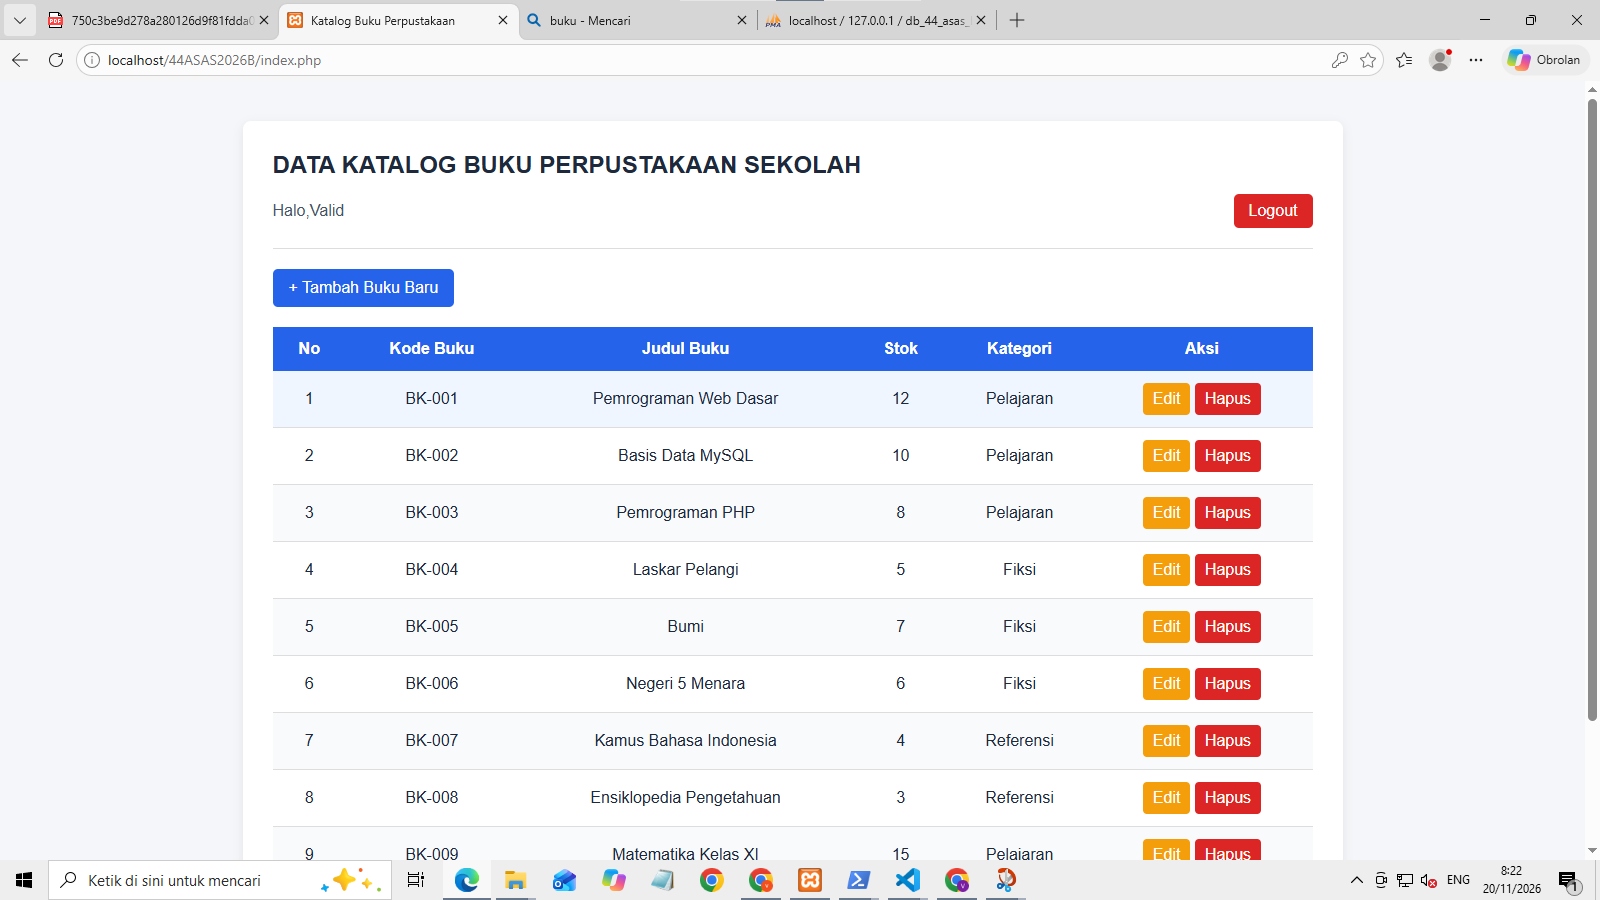 750c3be9d278a280126d9f81fdda0
Katalog Buku Perpustakaan
buku - Mencari
localhost / 127.0.0.1 / db_44_asas_
localhost/44ASAS2026B/index.php
Obrolan
DATA KATALOG BUKU PERPUSTAKAAN SEKOLAH
Halo,Valid
Logout
+ Tambah Buku Baru
No Kode Buku Judul Buku Stok Kategori Aksi
1 BK-001 Pemrograman Web Dasar 12 Pelajaran Edit Hapus
2 BK-002 Basis Data MySQL 10 Pelajaran Edit Hapus
3 BK-003 Pemrograman PHP 8 Pelajaran Edit Hapus
4 BK-004 Laskar Pelangi 5 Fiksi Edit Hapus
5 BK-005 Bumi 7 Fiksi Edit Hapus
6 BK-006 Negeri 5 Menara 6 Fiksi Edit Hapus
7 BK-007 Kamus Bahasa Indonesia 4 Referensi Edit Hapus
8 BK-008 Ensiklopedia Pengetahuan 3 Referensi Edit Hapus
9 BK-009 Matematika Kelas XI 15 Pelajaran Edit Hapus
Ketik di sini untuk mencari
ENG
8:22
20/11/2026
1